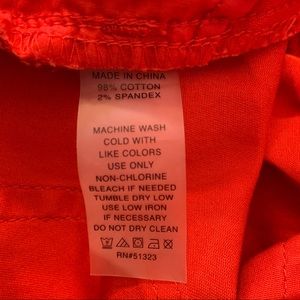 MADE IN CHINA
98% COTTON
2% SPANDEX
MACHINE WASH
COLD WITH
LIKE COLORS
USE ONLY
NON-CHLORINE
BLEACH IF NEEDED
TUMBLE DRY LOW
USE LOW IRON
IF NECESSARY
DO NOT DRY CLEAN
RN#51323